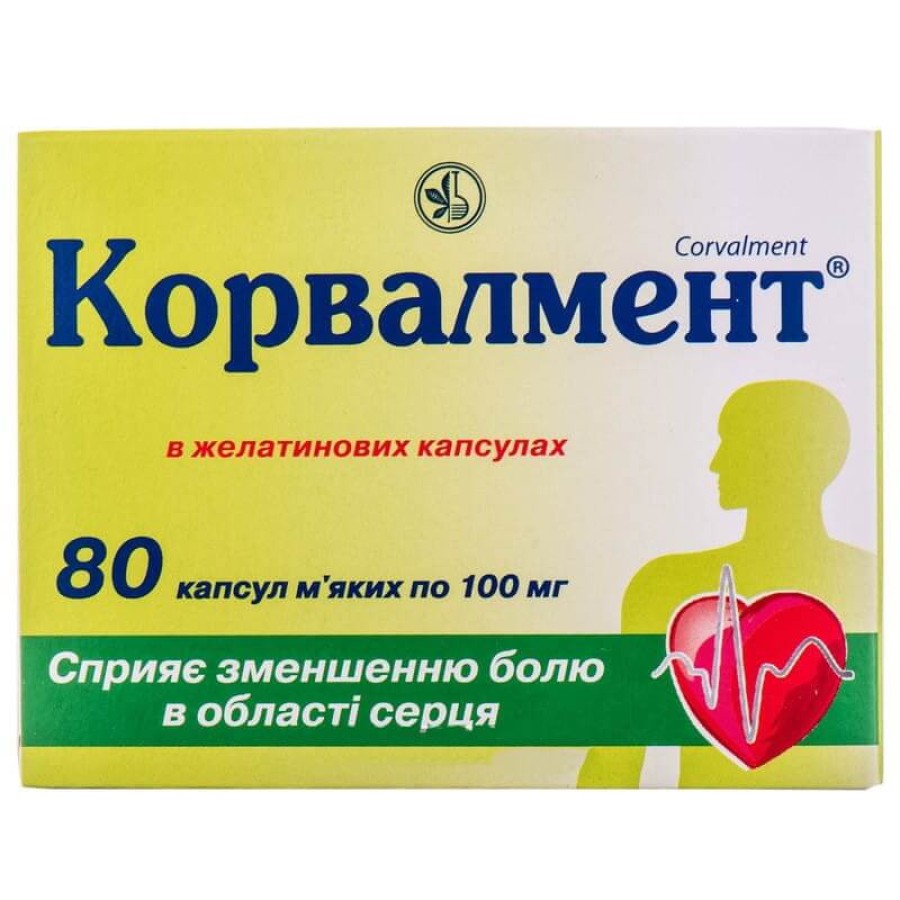 Corvalment
Корвалмент®
в желатинових капсулах
80 капсул м'яких по 100 мг
Сприяє зменшенню болю
в області серця